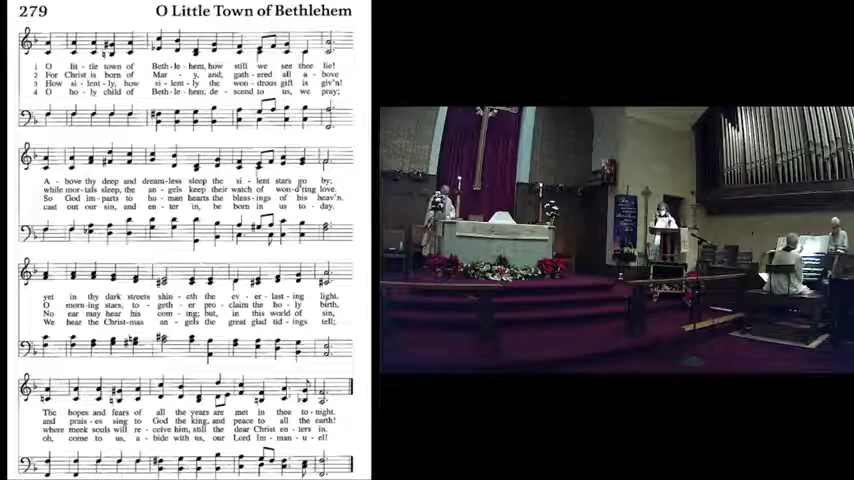 279 O Little Town of Bethlehem
1 O lit - tle town of Beth - le - hem, how still we see thee lie!
2 For Christ is born of Mar - y, and, gath - ered all a - bove
3 How si - lent - ly, how si - lent - ly the won - drous gift is giv'n!
4 O ho - ly child of Beth - le - hem, de - scend to us, we pray;
A - bove thy deep and dream - less sleep the si - lent stars go by;
while mor - tals sleep, the an - gels keep their watch of won - d'ring love.
So God im - parts to hu - man hearts the bless - ings of his heav'n.
cast out our sin, and en - ter in, be born in us to - day.
yet in thy dark streets shin - eth the ev - er - last - ing light.
O morn - ing stars, to - geth - er pro - claim the ho - ly birth,
No ear may hear his com - ing; but, in this world of sin,
We hear the Christ - mas an - gels the great glad tid - ings tell;
The hopes and fears of all the years are met in thee to - night.
and prais - es sing to God the king, and peace to all the earth!
where meek souls will re - ceive him, still the dear Christ en - ters in.
oh, come to us, a - bide with us, our Lord Im - man - u - el!